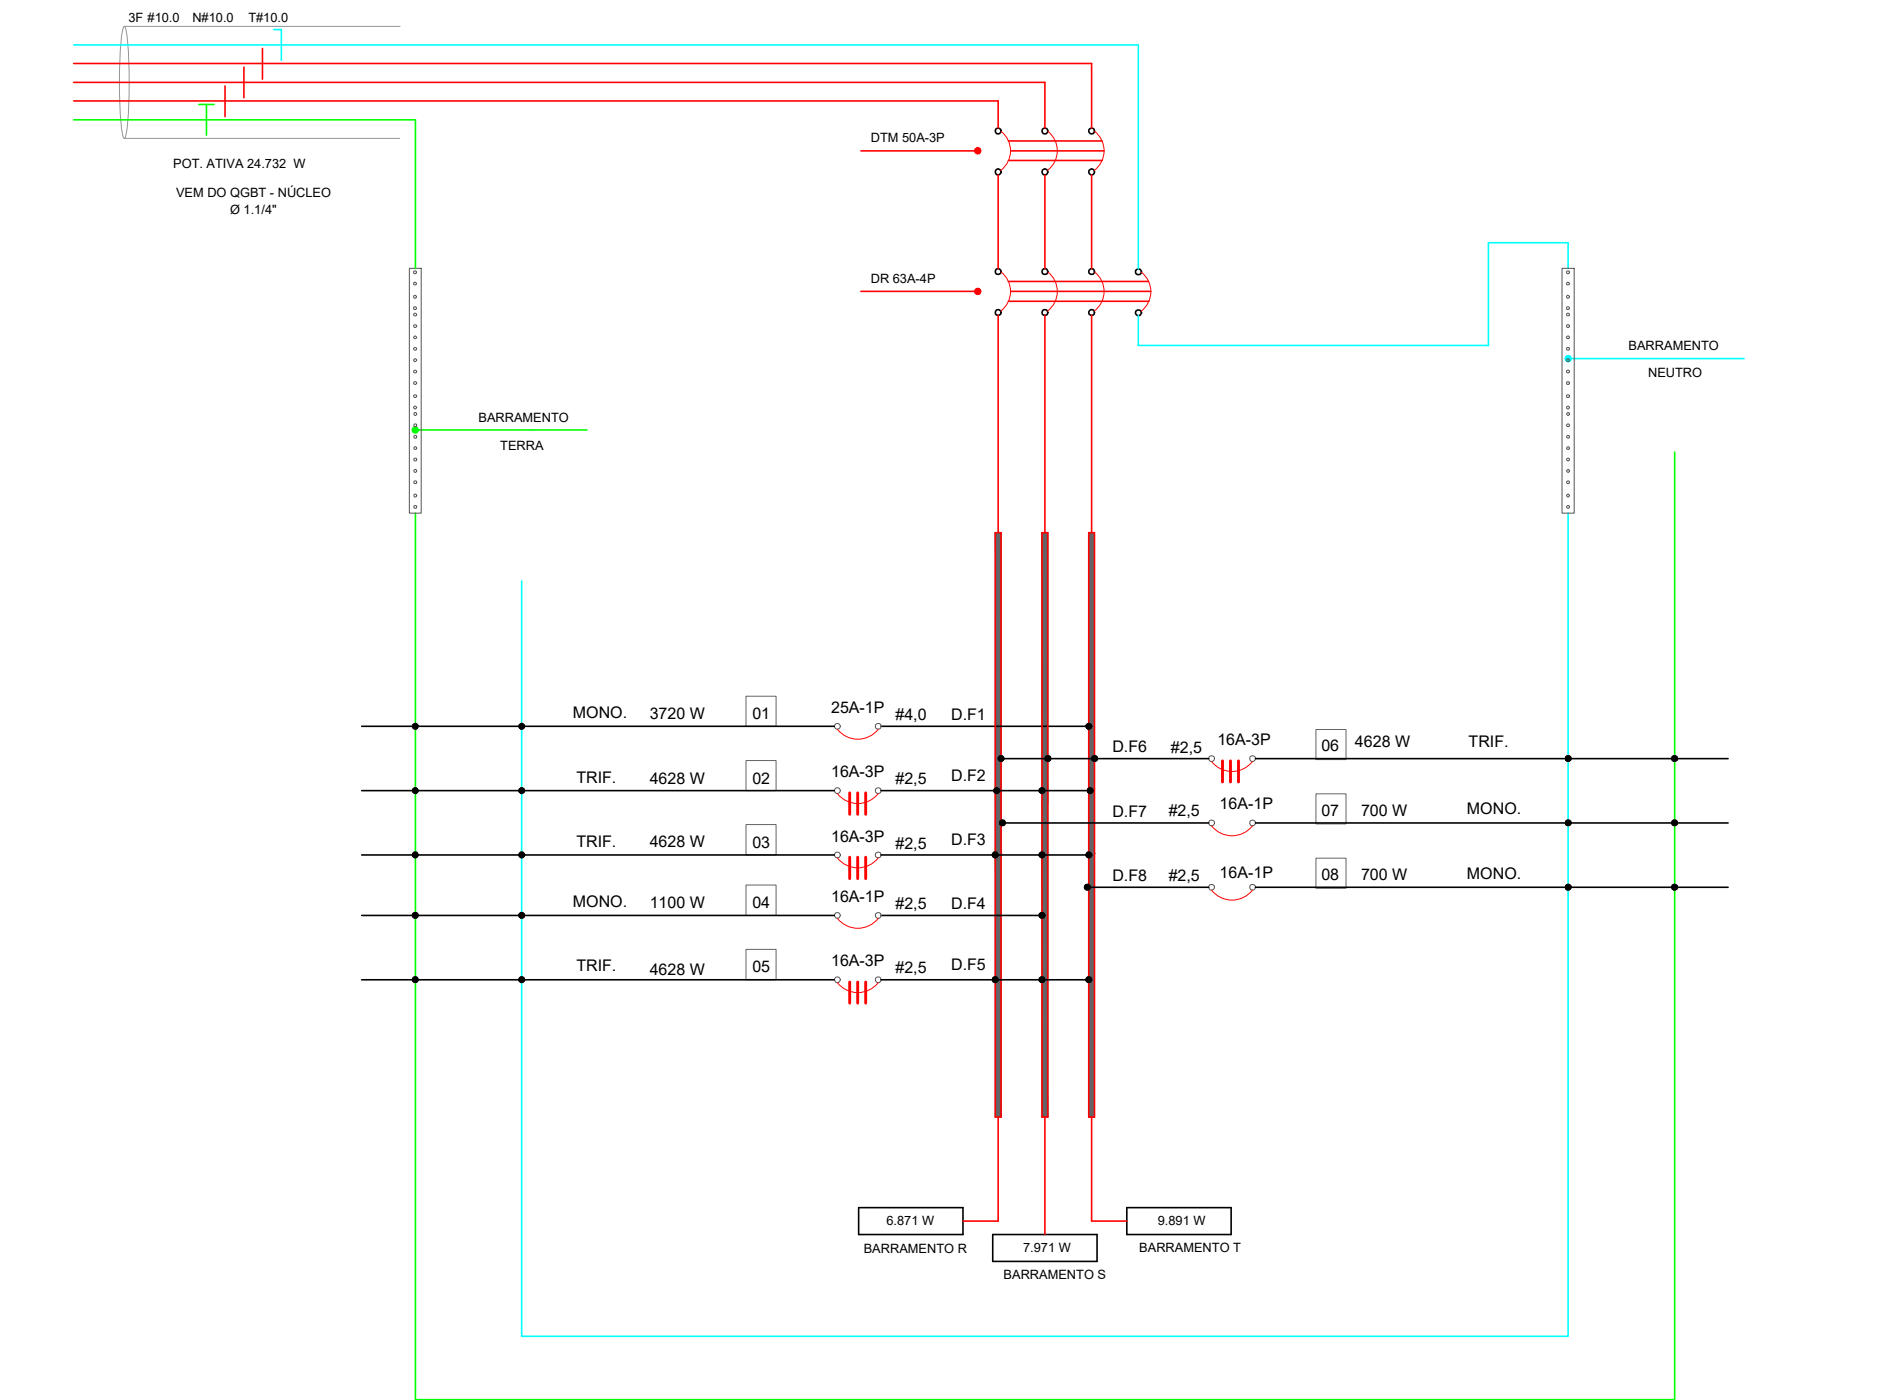 3F #10.0 N#10.0 T#10.0
POT. ATIVA 24.732 W
VEM DO QGBT - NÚCLEO
Ø 1.1/4"
DTM 50A-3P
DR 63A-4P
BARRAMENTO
NEUTRO
BARRAMENTO
TERRA
MONO. 3720 W 01 25A-1P #4,0 D.F1
TRIF. 4628 W 02 16A-3P #2,5 D.F2
TRIF. 4628 W 03 16A-3P #2,5 D.F3
MONO. 1100 W 04 16A-1P #2,5 D.F4
TRIF. 4628 W 05 16A-3P #2,5 D.F5
D.F6 #2,5 16A-3P 06 4628 W TRIF.
D.F7 #2,5 16A-1P 07 700 W MONO.
D.F8 #2,5 16A-1P 08 700 W MONO.
6.871 W
BARRAMENTO R
7.971 W
BARRAMENTO S
9.891 W
BARRAMENTO T